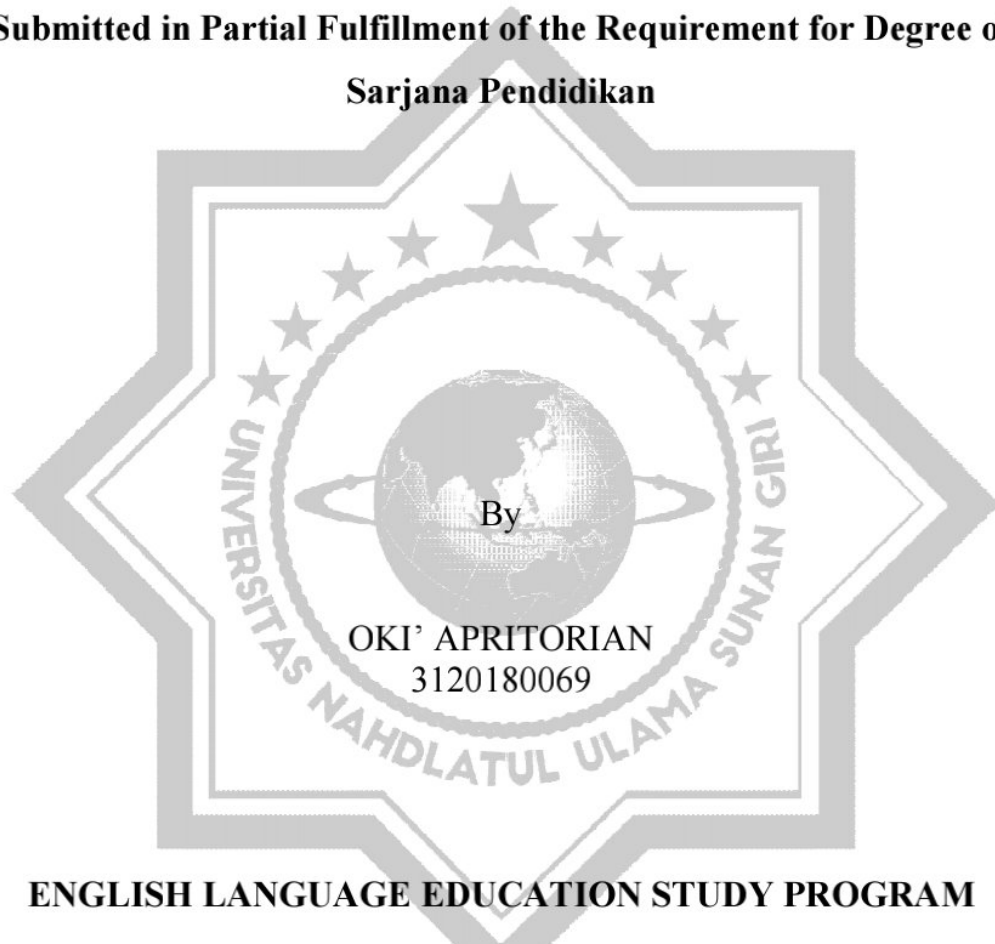 Submitted in Partial Fulfillment of the Requirement for Degree o
Sarjana Pendidikan
By
OKI’ APRITORIAN
3120180069
UNIVERSITAS NAHDLATUL ULAMA SUNAN GIRI
ENGLISH LANGUAGE EDUCATION STUDY PROGRAM